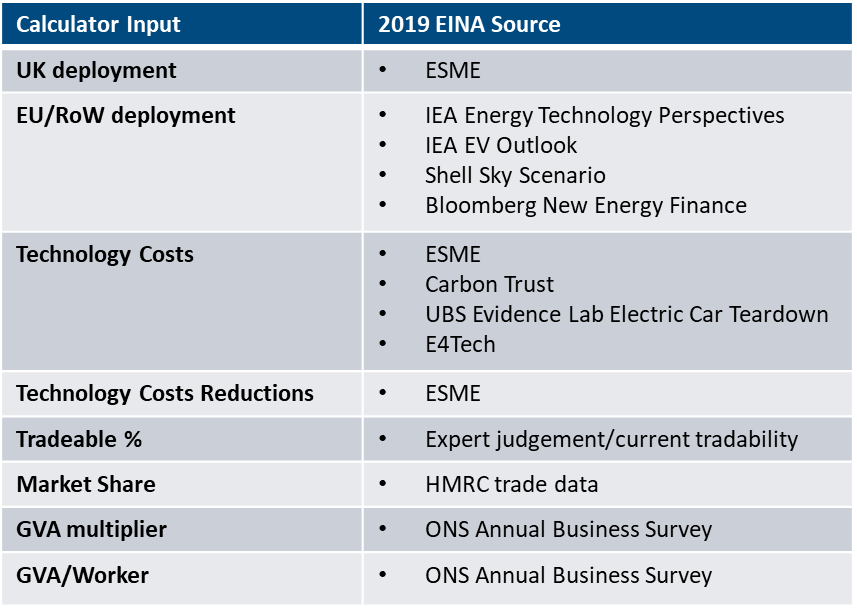 Calculator Input 2019 EINA Source
UK deployment • ESME
EU/RoW deployment • IEA Energy Technology Perspectives
• IEA EV Outlook
• Shell Sky Scenario
• Bloomberg New Energy Finance
Technology Costs • ESME
• Carbon Trust
• UBS Evidence Lab Electric Car Teardown
• E4Tech
Technology Costs Reductions • ESME
Tradeable % • Expert judgement/current tradability
Market Share • HMRC trade data
GVA multiplier • ONS Annual Business Survey
GVA/Worker • ONS Annual Business Survey